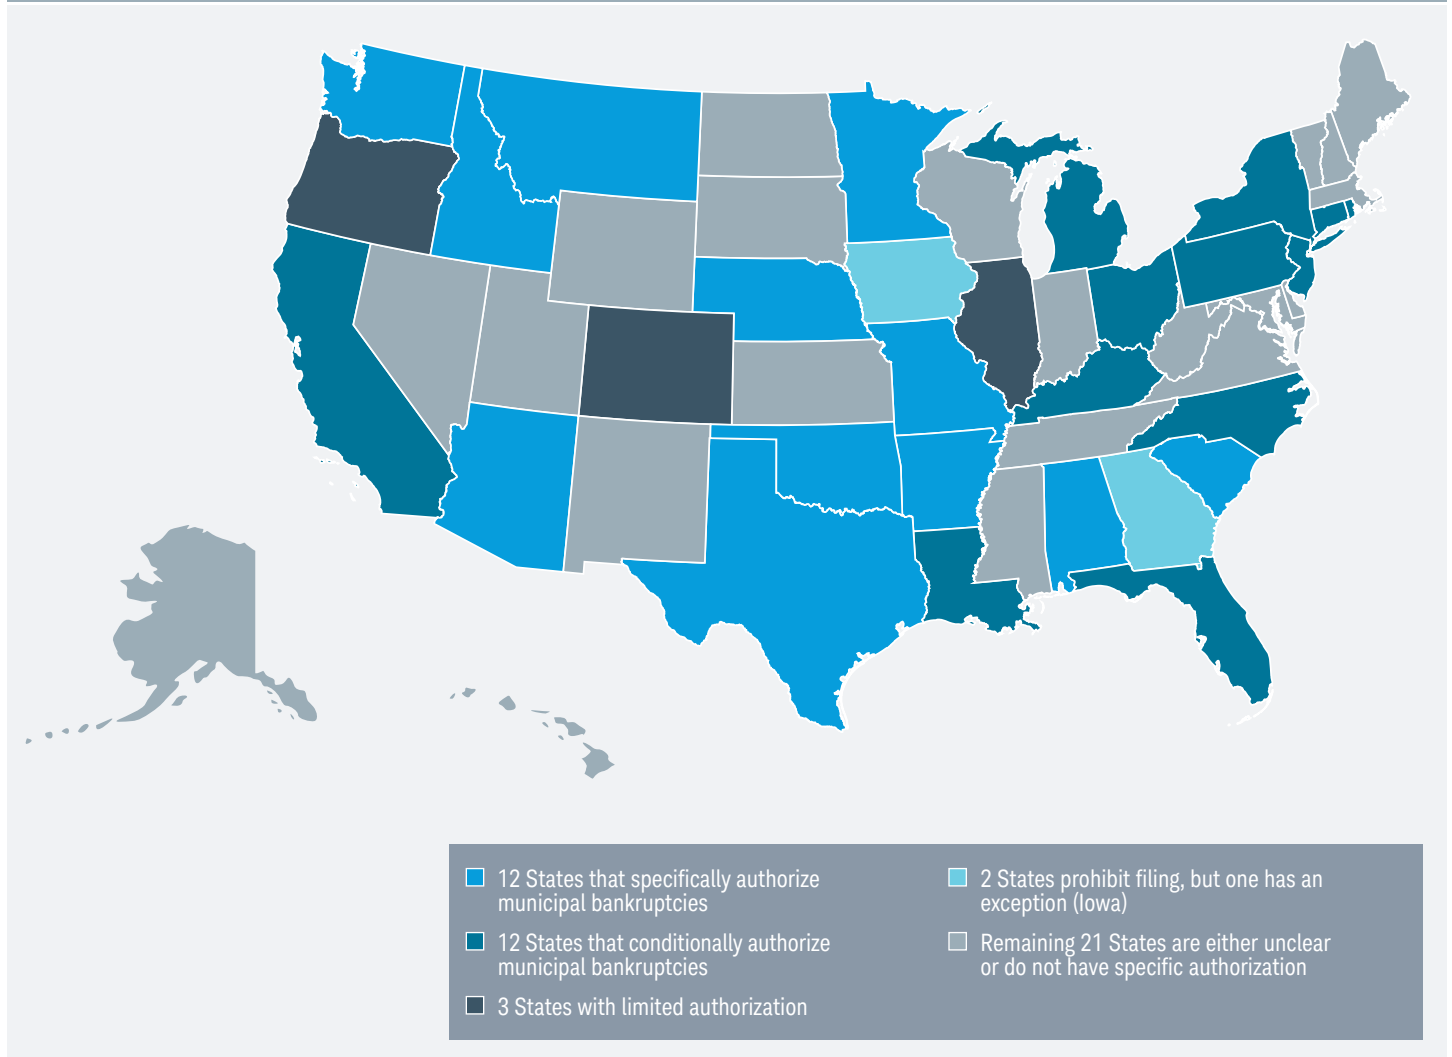 12 States that specifically authorize
municipal bankruptcies
12 States that conditionally authorize
municipal bankruptcies
3 States with limited authorization
2 States prohibit filing, but one has an
exception (Iowa)
Remaining 21 States are either unclear
or do not have specific authorization